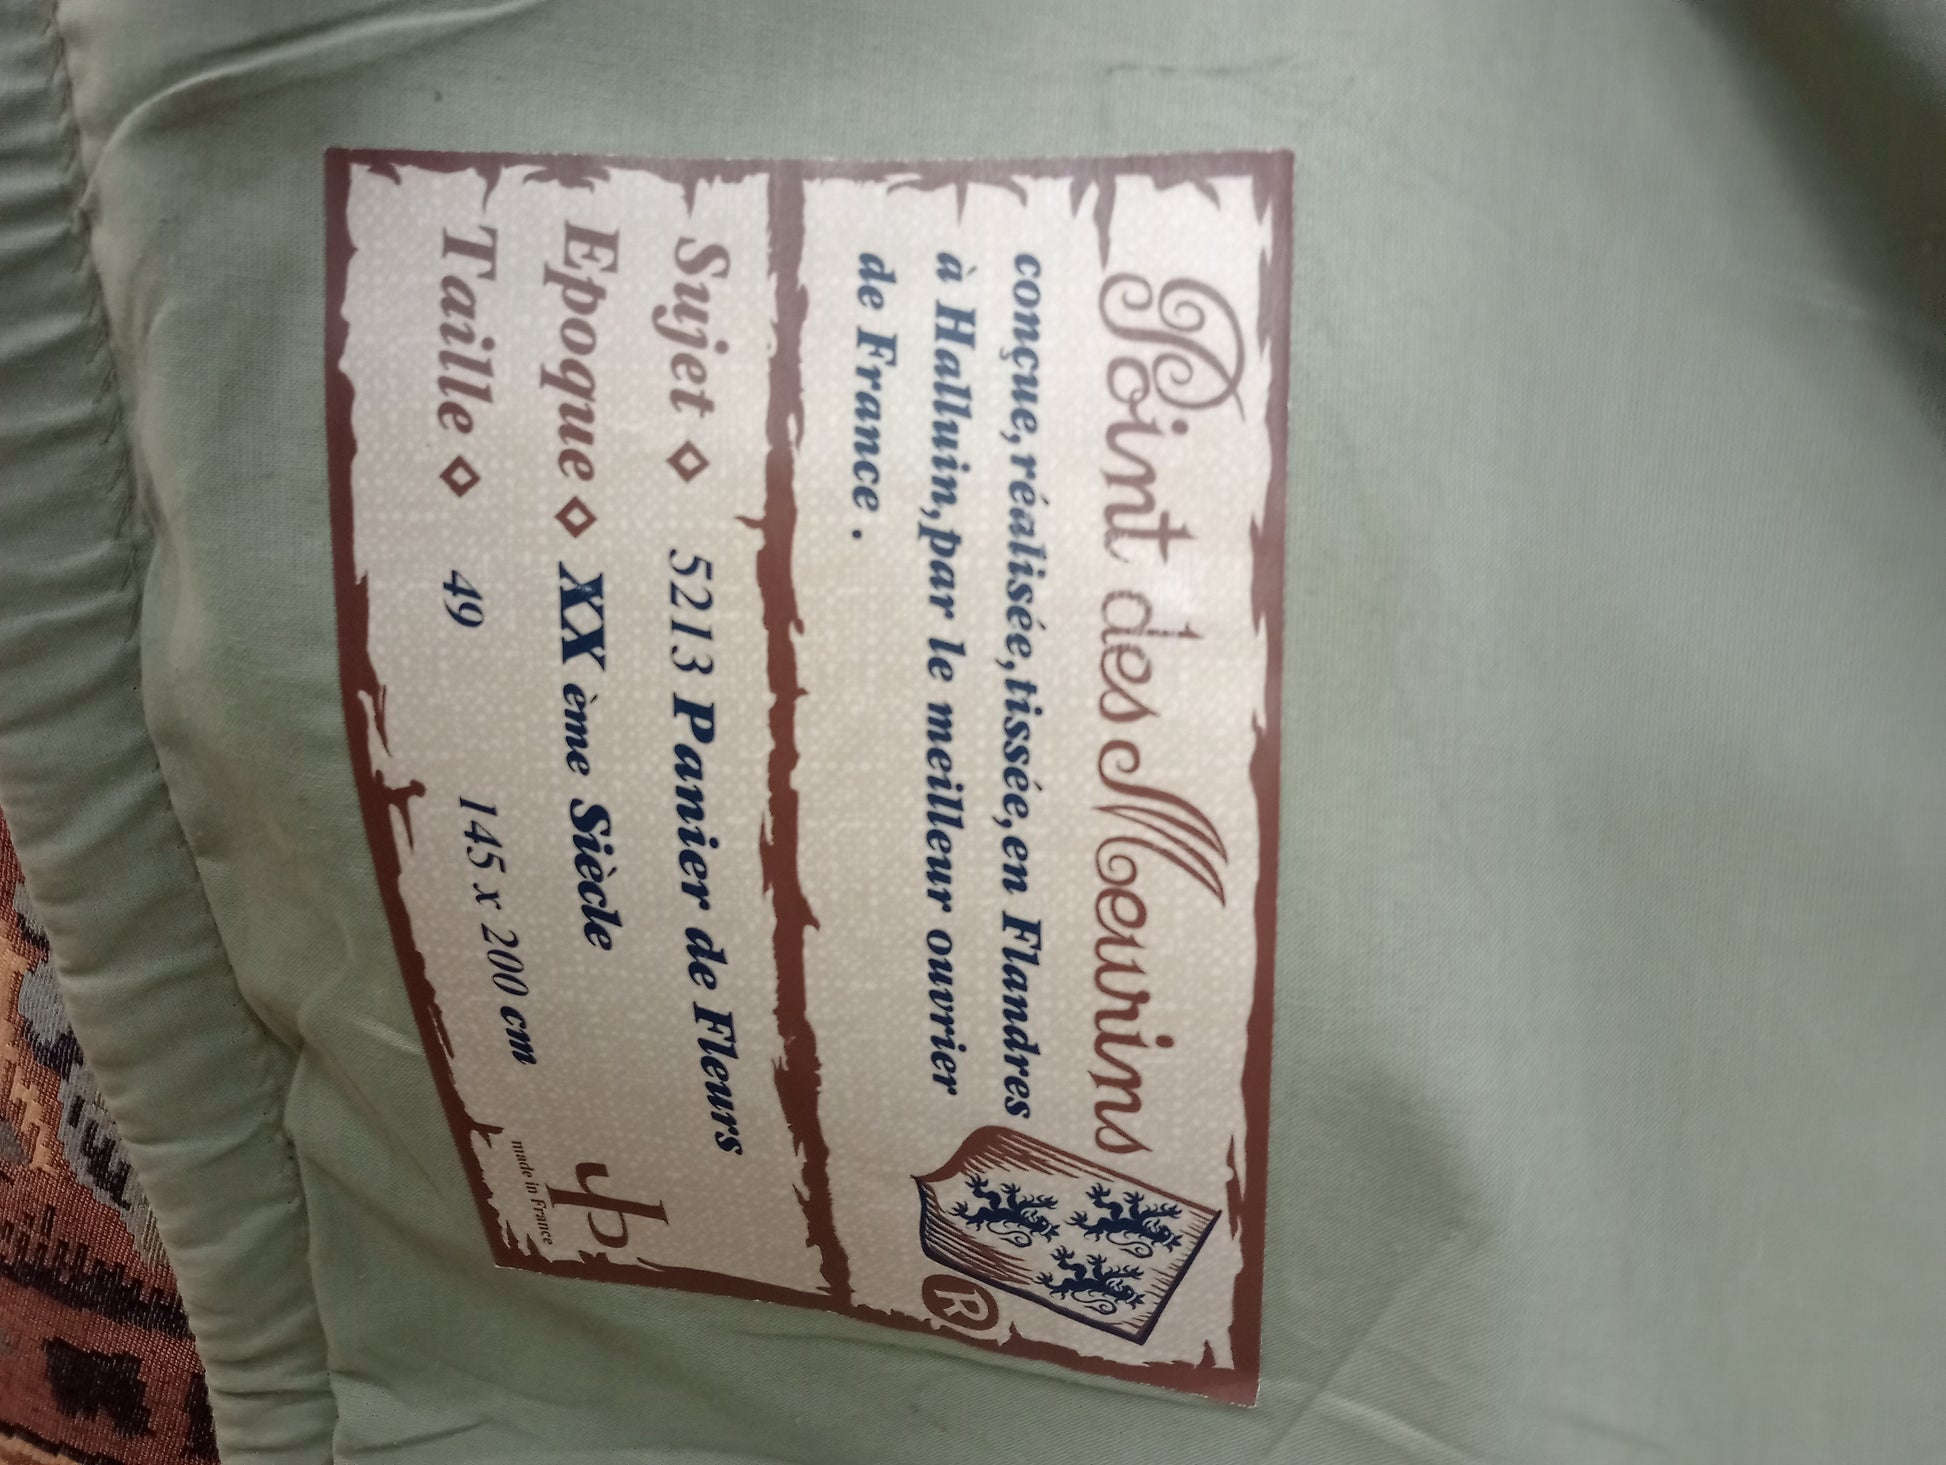 Point des Meurins
conçue, réalisée, tissée, en Flandres
à Halluin, par le meilleur ouvrier
de France .
®
Sujet ◇ 5213 Panier de Fleurs
Epoque ◇ XX ème Siècle
Taille ◇ 49 145 x 200 cm
made in France